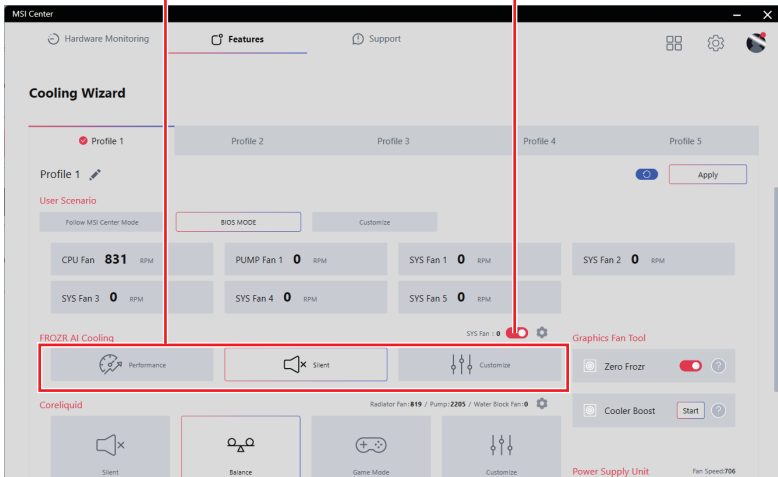 MSI Center
Hardware Monitoring
Features
Support
Cooling Wizard
Profile 1
Profile 2
Profile 3
Profile 4
Profile 5
Profile 1
Apply
User Scenario
Follow MSI Center Mode
BIOS MODE
Customize
CPU Fan 831 RPM
PUMP Fan 1 0 RPM
SYS Fan 1 0 RPM
SYS Fan 2 0 RPM
SYS Fan 3 0 RPM
SYS Fan 4 0 RPM
SYS Fan 5 0 RPM
FROZR AI Cooling
SYS Fan : 0
Performance
Silent
Customize
Graphics Fan Tool
Zero Frozr
?
Cooler Boost
Start
?
Coreliquid
Radiator Fan:819 / Pump:2205 / Water Block Fan:0
Silent
Balance
Game Mode
Customize
Power Supply Unit
Fan Speed:706